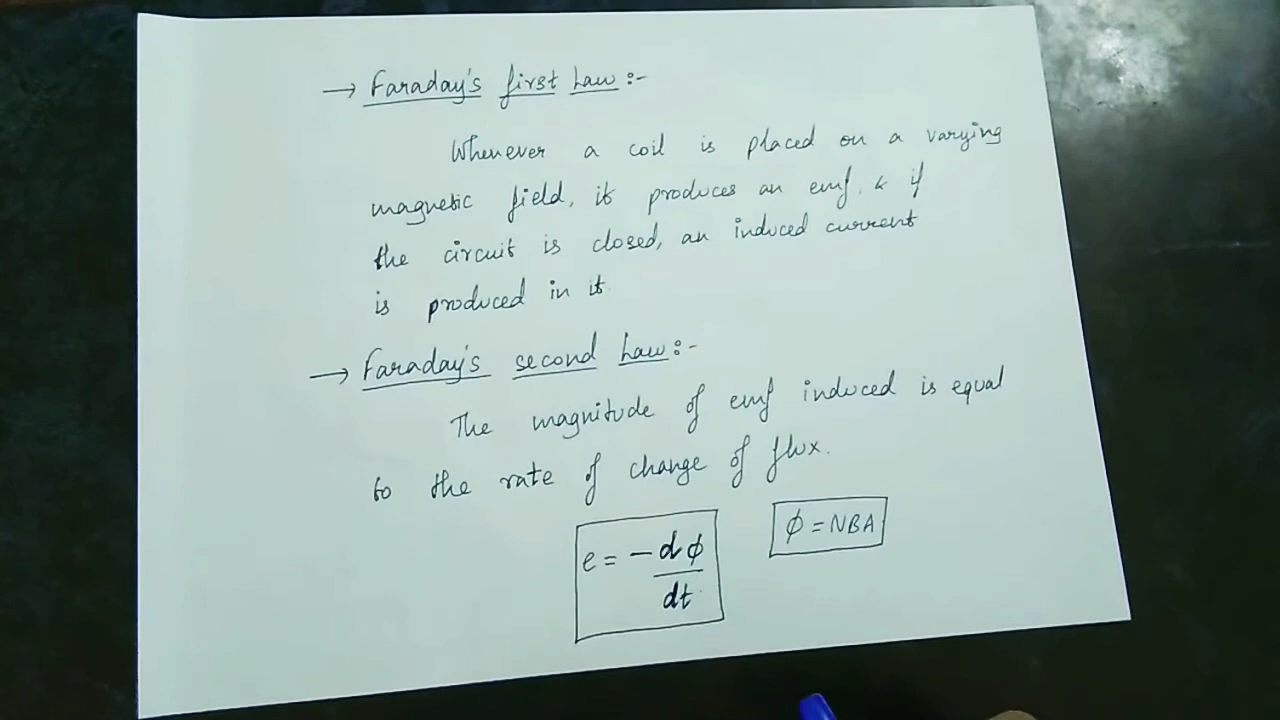 → Faraday's first Law :-
Whenever a coil is placed on a varying
magnetic field, it produces an emf. & if
the circuit is closed, an induced current
is produced in it.
→ Faraday's second Law :-
The magnitude of emf induced is equal
to the rate of change of flux.
e = -dϕ/dt
ϕ = NBA